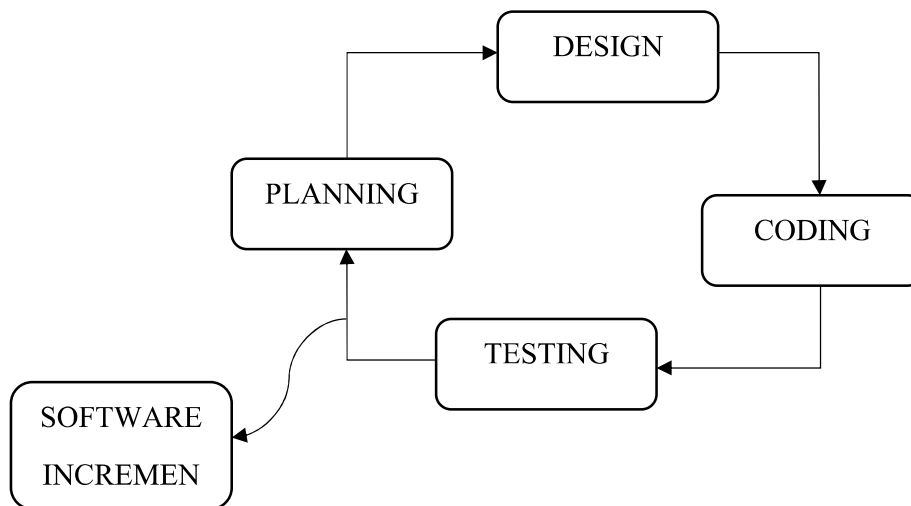 DESIGN
PLANNING
CODING
TESTING
SOFTWARE
INCREMEN